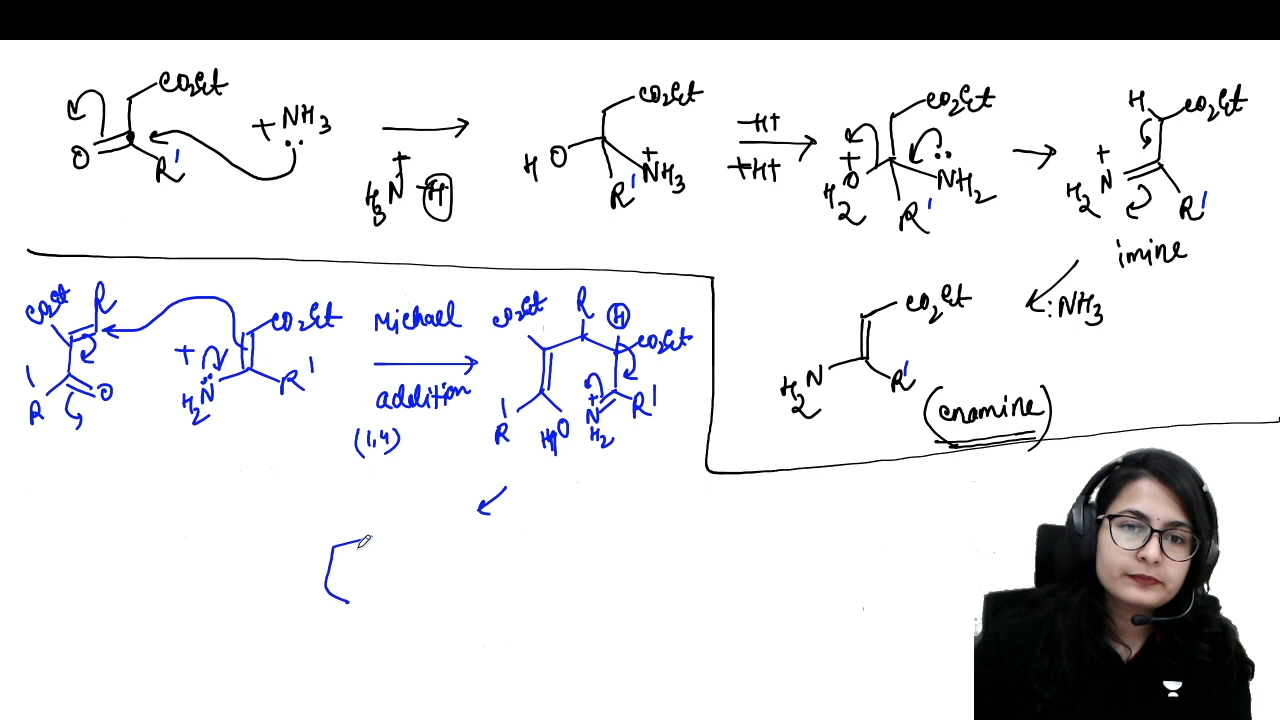 CO2Et
O
R'
+ NH3
H3N+-H
CO2Et
HO
R'
+NH3
-H+
+H+
CO2Et
H2O+
NH2
R'
H
CO2Et
H2N+
R'
imine
:NH3
CO2Et
H2N
R'
(enamine)
CO2Et
R
R'
O
+
CO2Et
H2N
R'
Michael
addition
(1,4)
CO2Et
R
H
CO2Et
R'
HO
+N
H2
R'